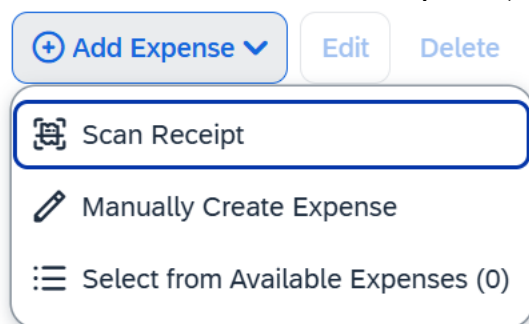 Add Expense
Edit
Delete
Scan Receipt
Manually Create Expense
Select from Available Expenses (0)